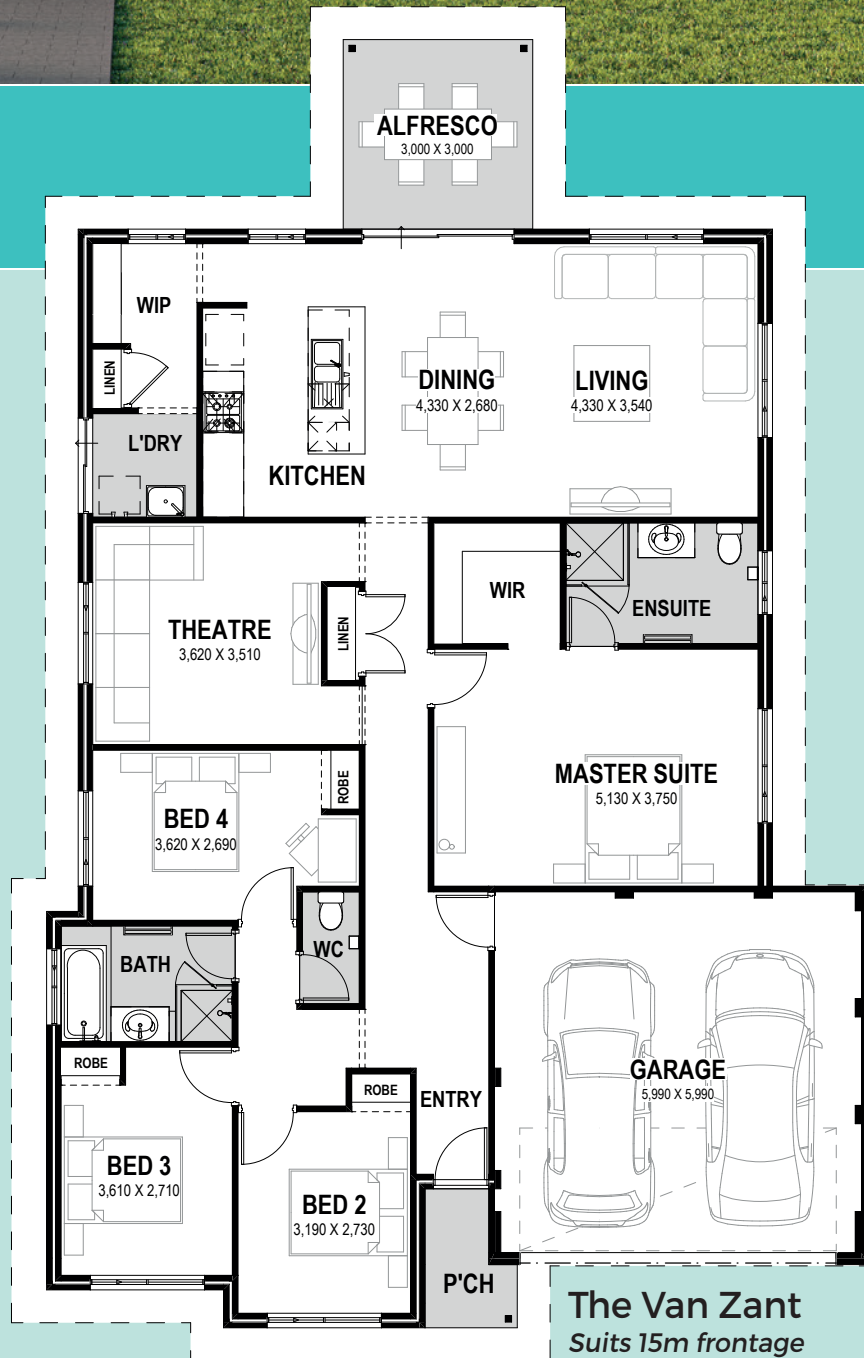 ALFRESCO
3,000 X 3,000
WIP
LINEN
L'DRY
KITCHEN
DINING
4,330 X 2,680
LIVING
4,330 X 3,540
THEATRE
3,620 X 3,510
LINEN
WIR
ENSUITE
MASTER SUITE
5,130 X 3,750
BED 4
3,620 X 2,690
ROBE
WC
BATH
ROBE
BED 3
3,610 X 2,710
ROBE
BED 2
3,190 X 2,730
ENTRY
P'CH
GARAGE
5,990 X 5,990
The Van Zant
Suits 15m frontage